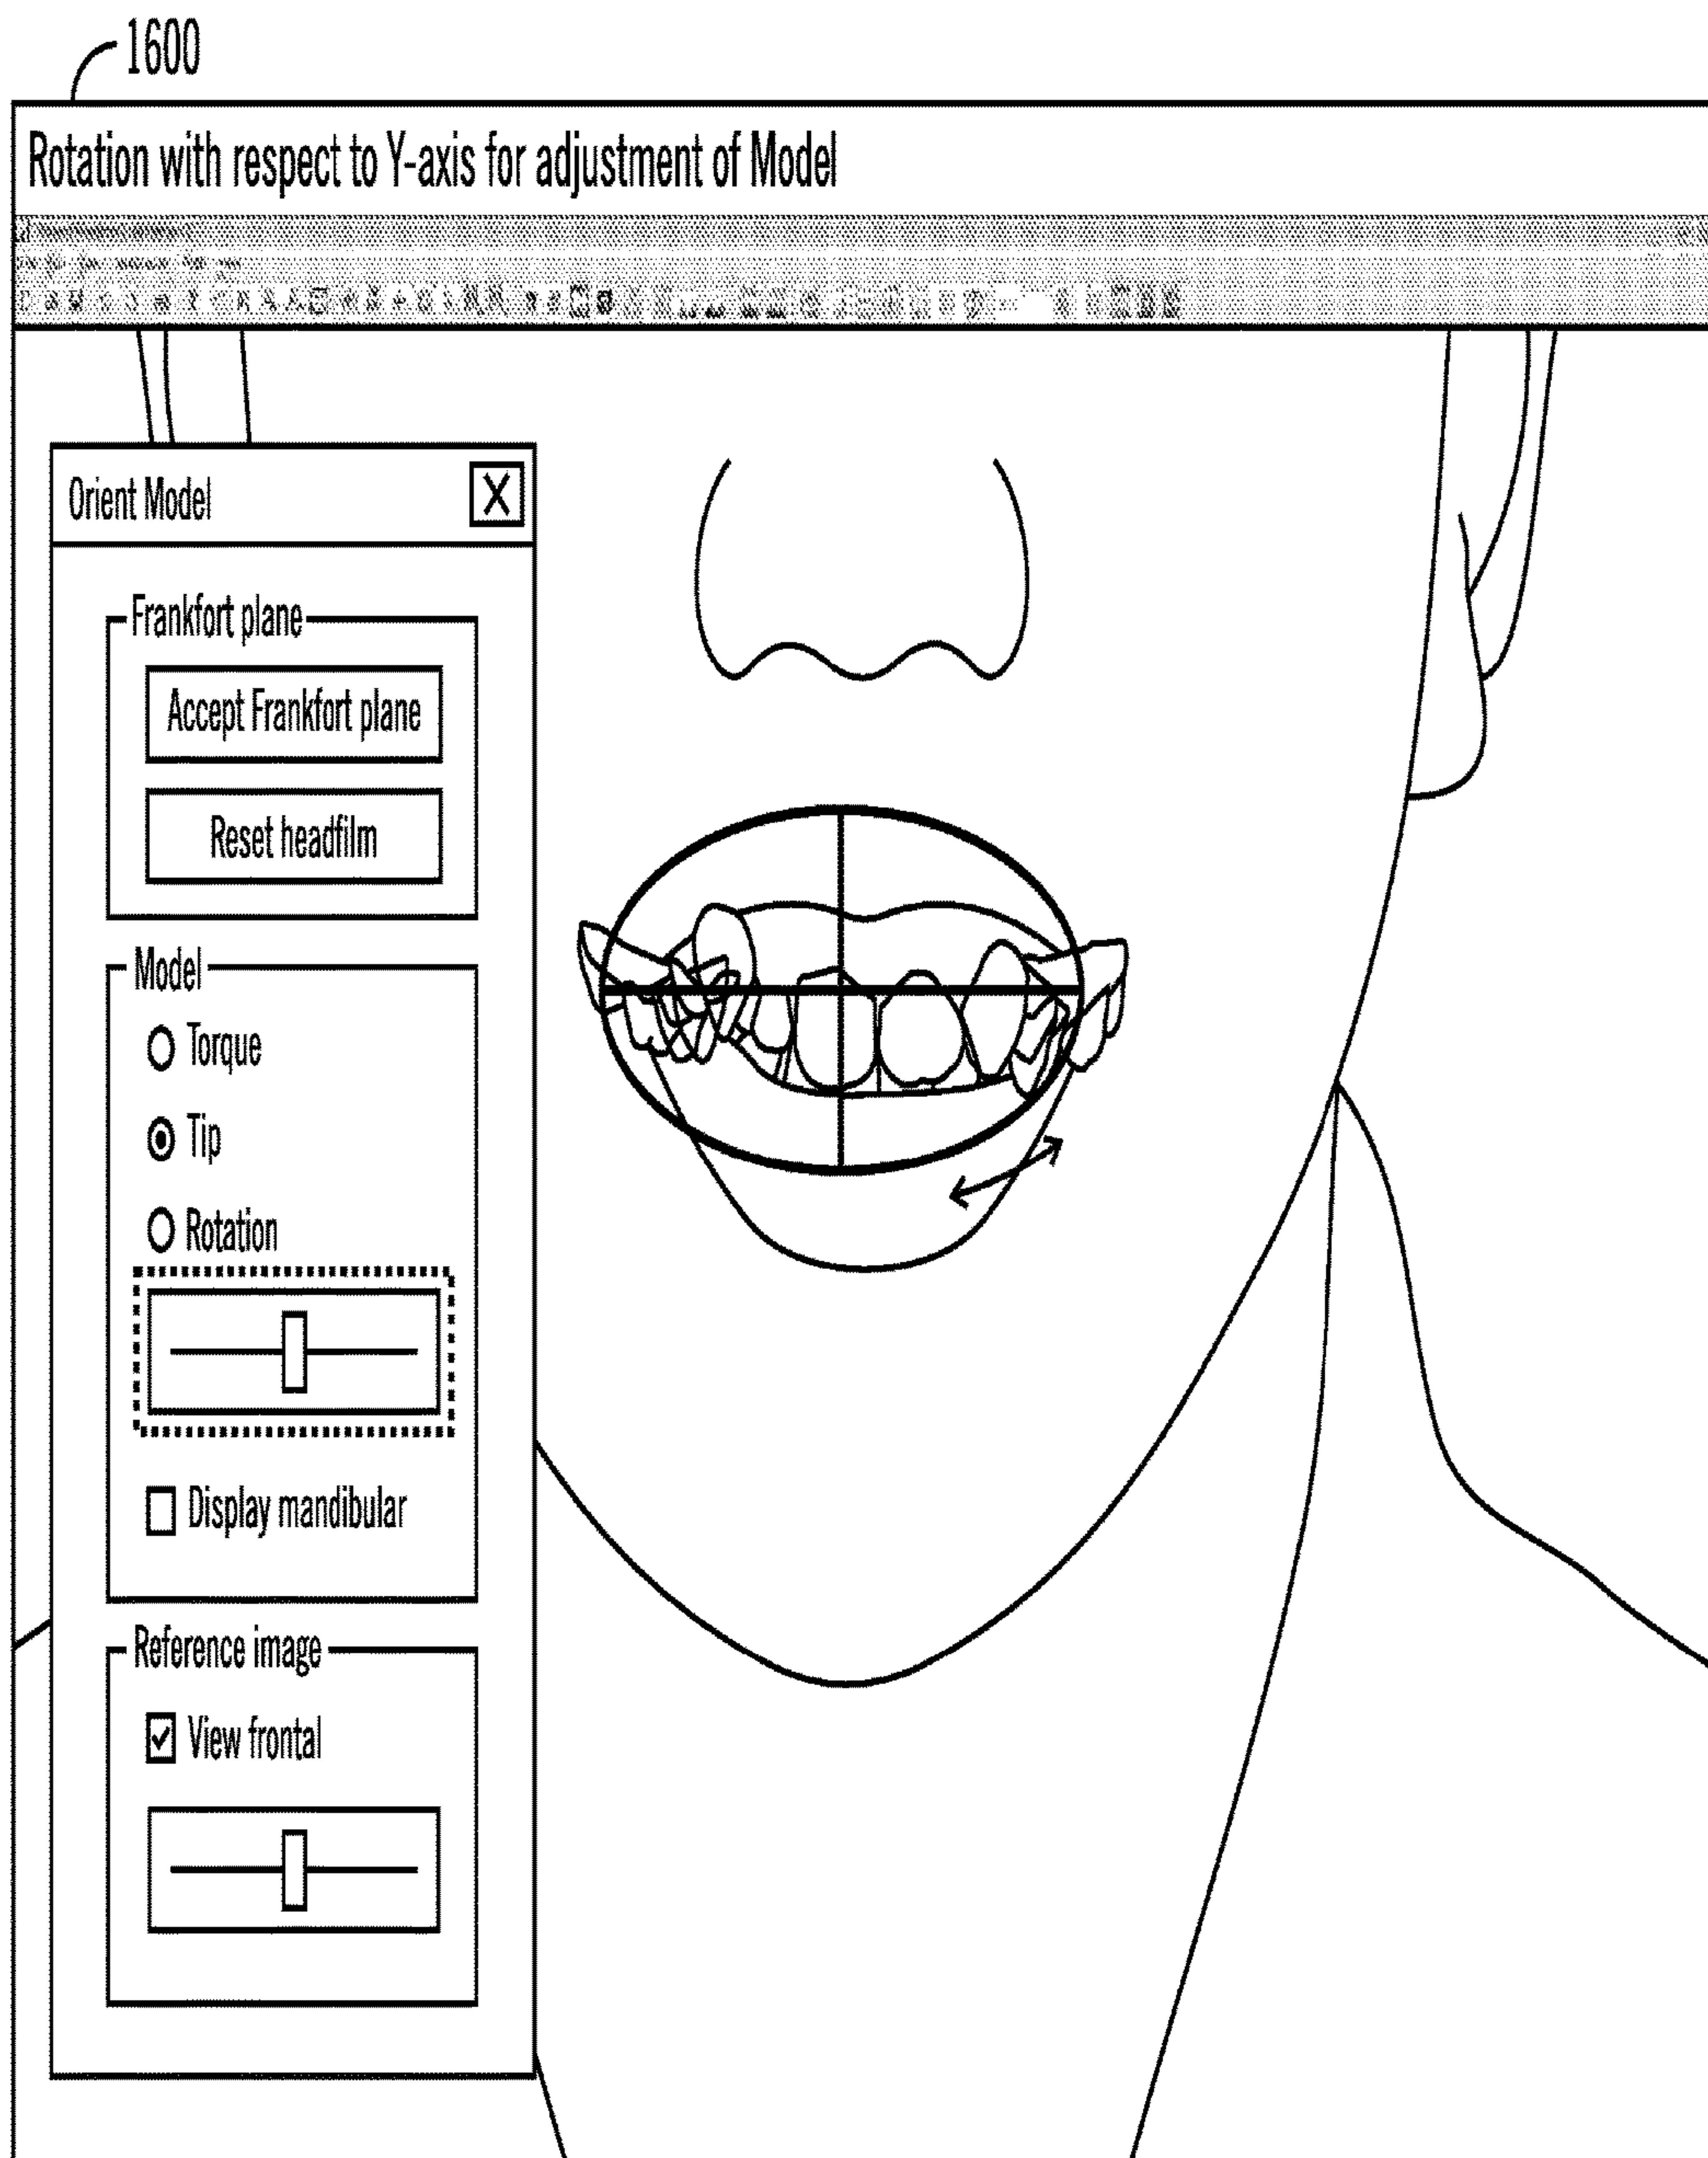 1600
Rotation with respect to Y-axis for adjustment of Model
Orient Model
X
Frankfort plane
Accept Frankfort plane
Reset headfilm
Model
Torque
Tip
Rotation
Display mandibular
Reference image
View frontal